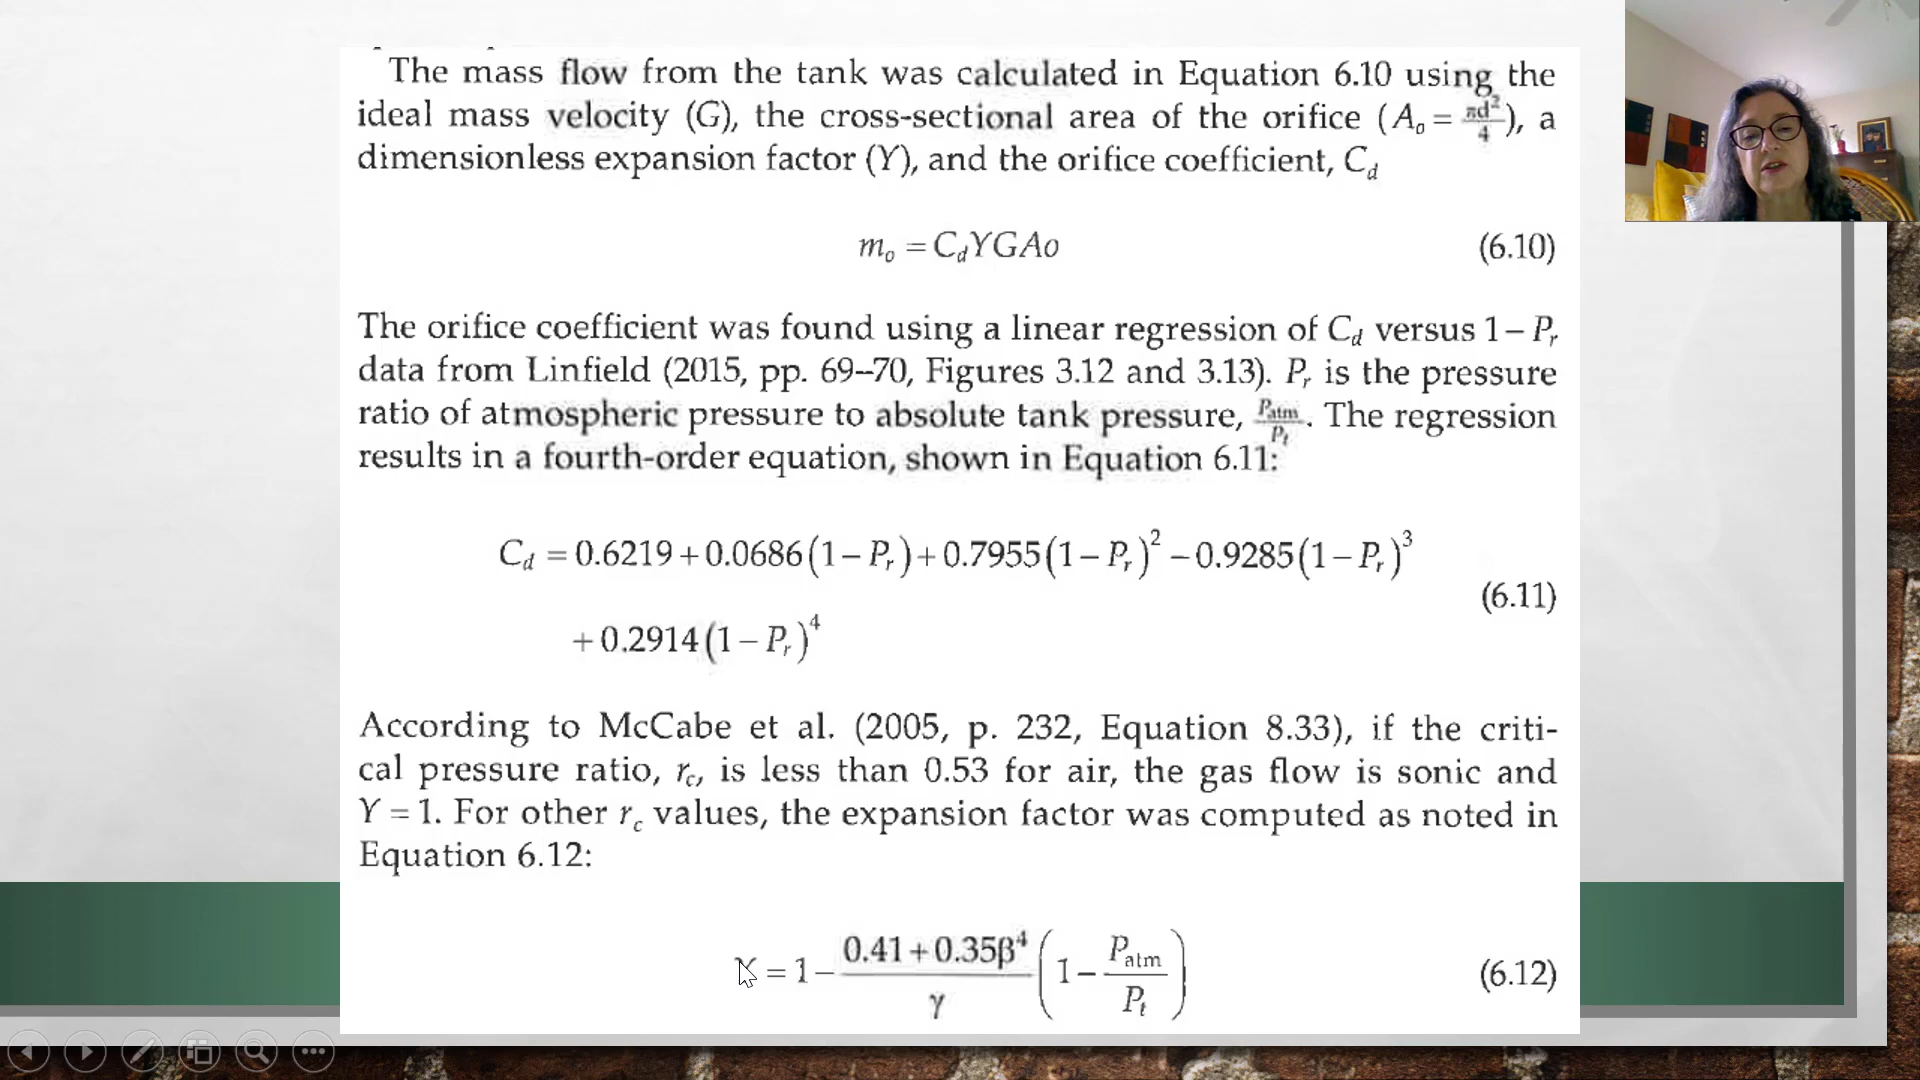 The mass flow from the tank was calculated in Equation 6.10 using the
ideal mass velocity (G), the cross-sectional area of the orifice (Aₒ = πd²/4), a
dimensionless expansion factor (Y), and the orifice coefficient, C_d
mₒ = C_dYGAo (6.10)
The orifice coefficient was found using a linear regression of C_d versus 1 – P_r
data from Linfield (2015, pp. 69–70, Figures 3.12 and 3.13). P_r is the pressure
ratio of atmospheric pressure to absolute tank pressure, P_atm/P_t. The regression
results in a fourth-order equation, shown in Equation 6.11:
C_d = 0.6219 + 0.0686(1 – P_r) + 0.7955(1 – P_r)² – 0.9285(1 – P_r)³
+ 0.2914(1 – P_r)⁴ (6.11)
According to McCabe et al. (2005, p. 232, Equation 8.33), if the criti-
cal pressure ratio, r_c, is less than 0.53 for air, the gas flow is sonic and
Y = 1. For other r_c values, the expansion factor was computed as noted in
Equation 6.12:
Y = 1 – (0.41 + 0.35β⁴)/γ (1 – P_atm/P_t) (6.12)